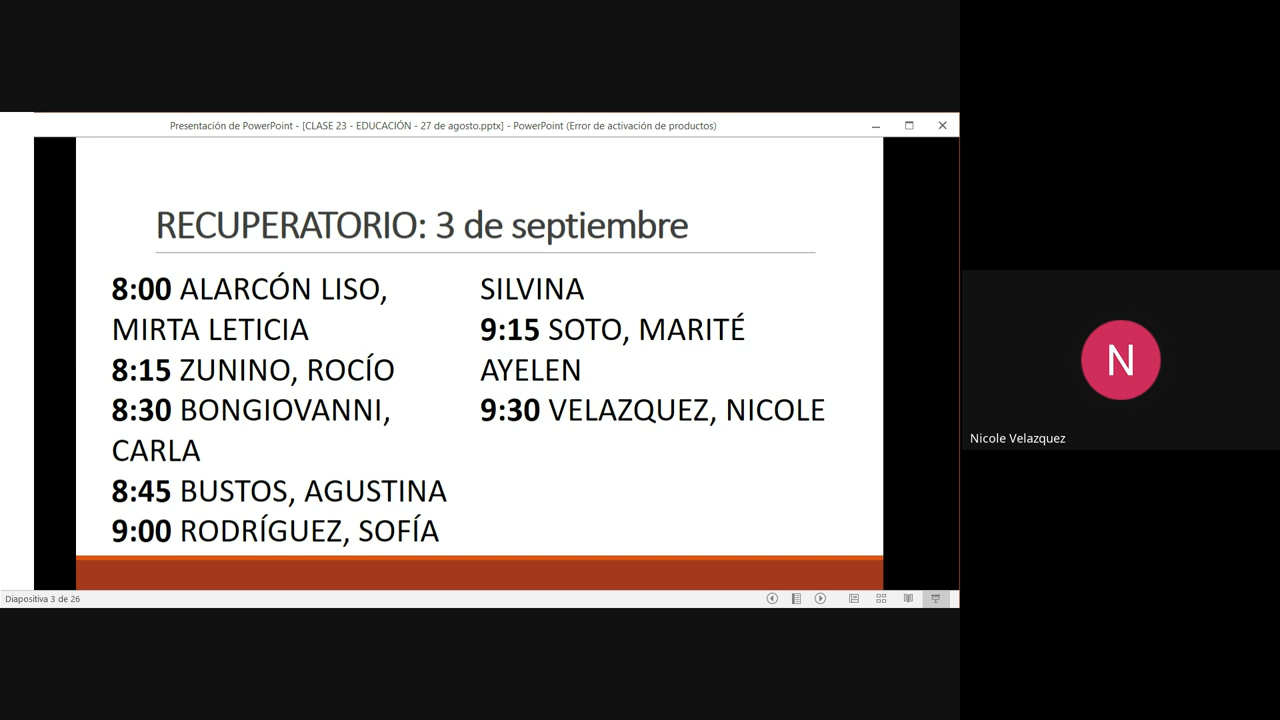 Presentación de PowerPoint - [CLASE 23 - EDUCACIÓN - 27 de agosto.pptx] - PowerPoint (Error de activación de productos)
RECUPERATORIO: 3 de septiembre
8:00 ALARCÓN LISO,
MIRTA LETICIA
8:15 ZUNINO, ROCÍO
8:30 BONGIOVANNI,
CARLA
8:45 BUSTOS, AGUSTINA
9:00 RODRÍGUEZ, SOFÍA
SILVINA
9:15 SOTO, MARITÉ
AYELEN
9:30 VELAZQUEZ, NICOLE
Diapositiva 3 de 26
N
Nicole Velazquez